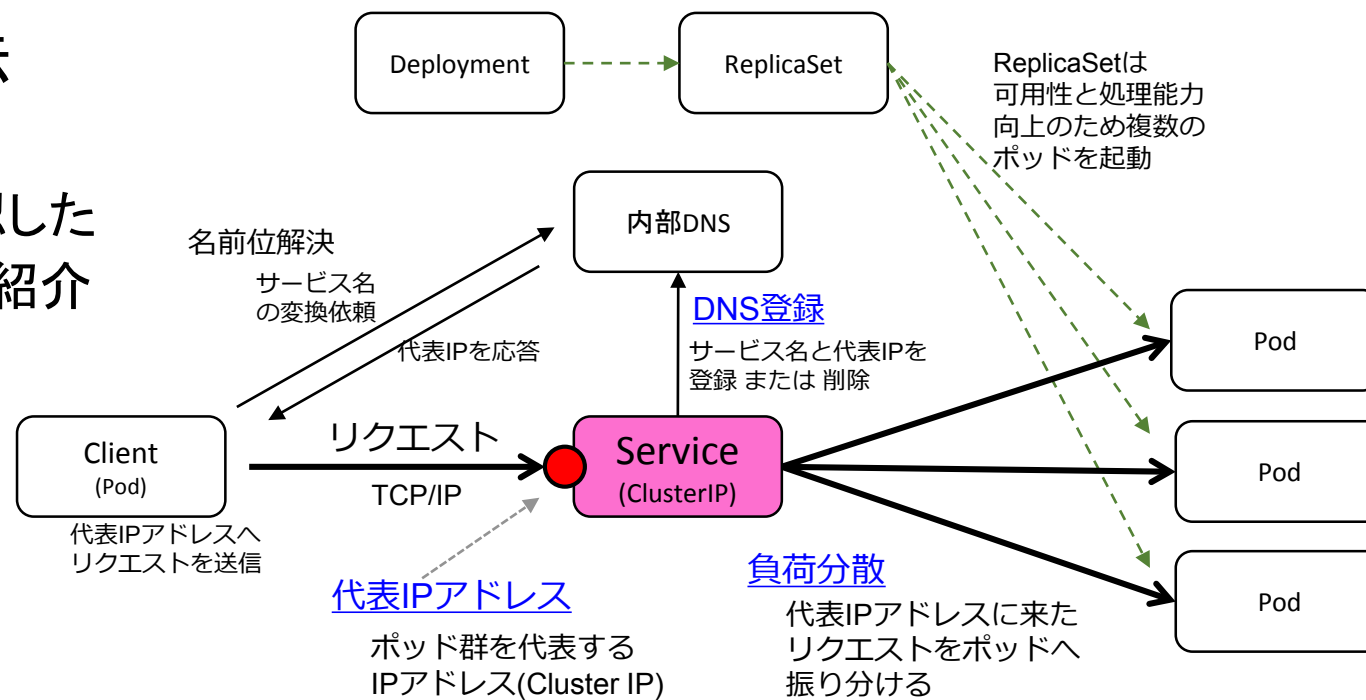 Deployment
ReplicaSet
ReplicaSetは
可用性と処理能力
向上のため複数の
ポッドを起動
した
紹介
内部DNS
名前位解決
サービス名
の変換依頼
代表IPを応答
DNS登録
サービス名と代表IPを
登録 または 削除
Client
(Pod)
リクエスト
TCP/IP
Service
(ClusterIP)
代表IPアドレスへ
リクエストを送信
代表IPアドレス
ポッド群を代表する
IPアドレス(Cluster IP)
負荷分散
代表IPアドレスに来た
リクエストをポッドへ
振り分ける
Pod
Pod
Pod